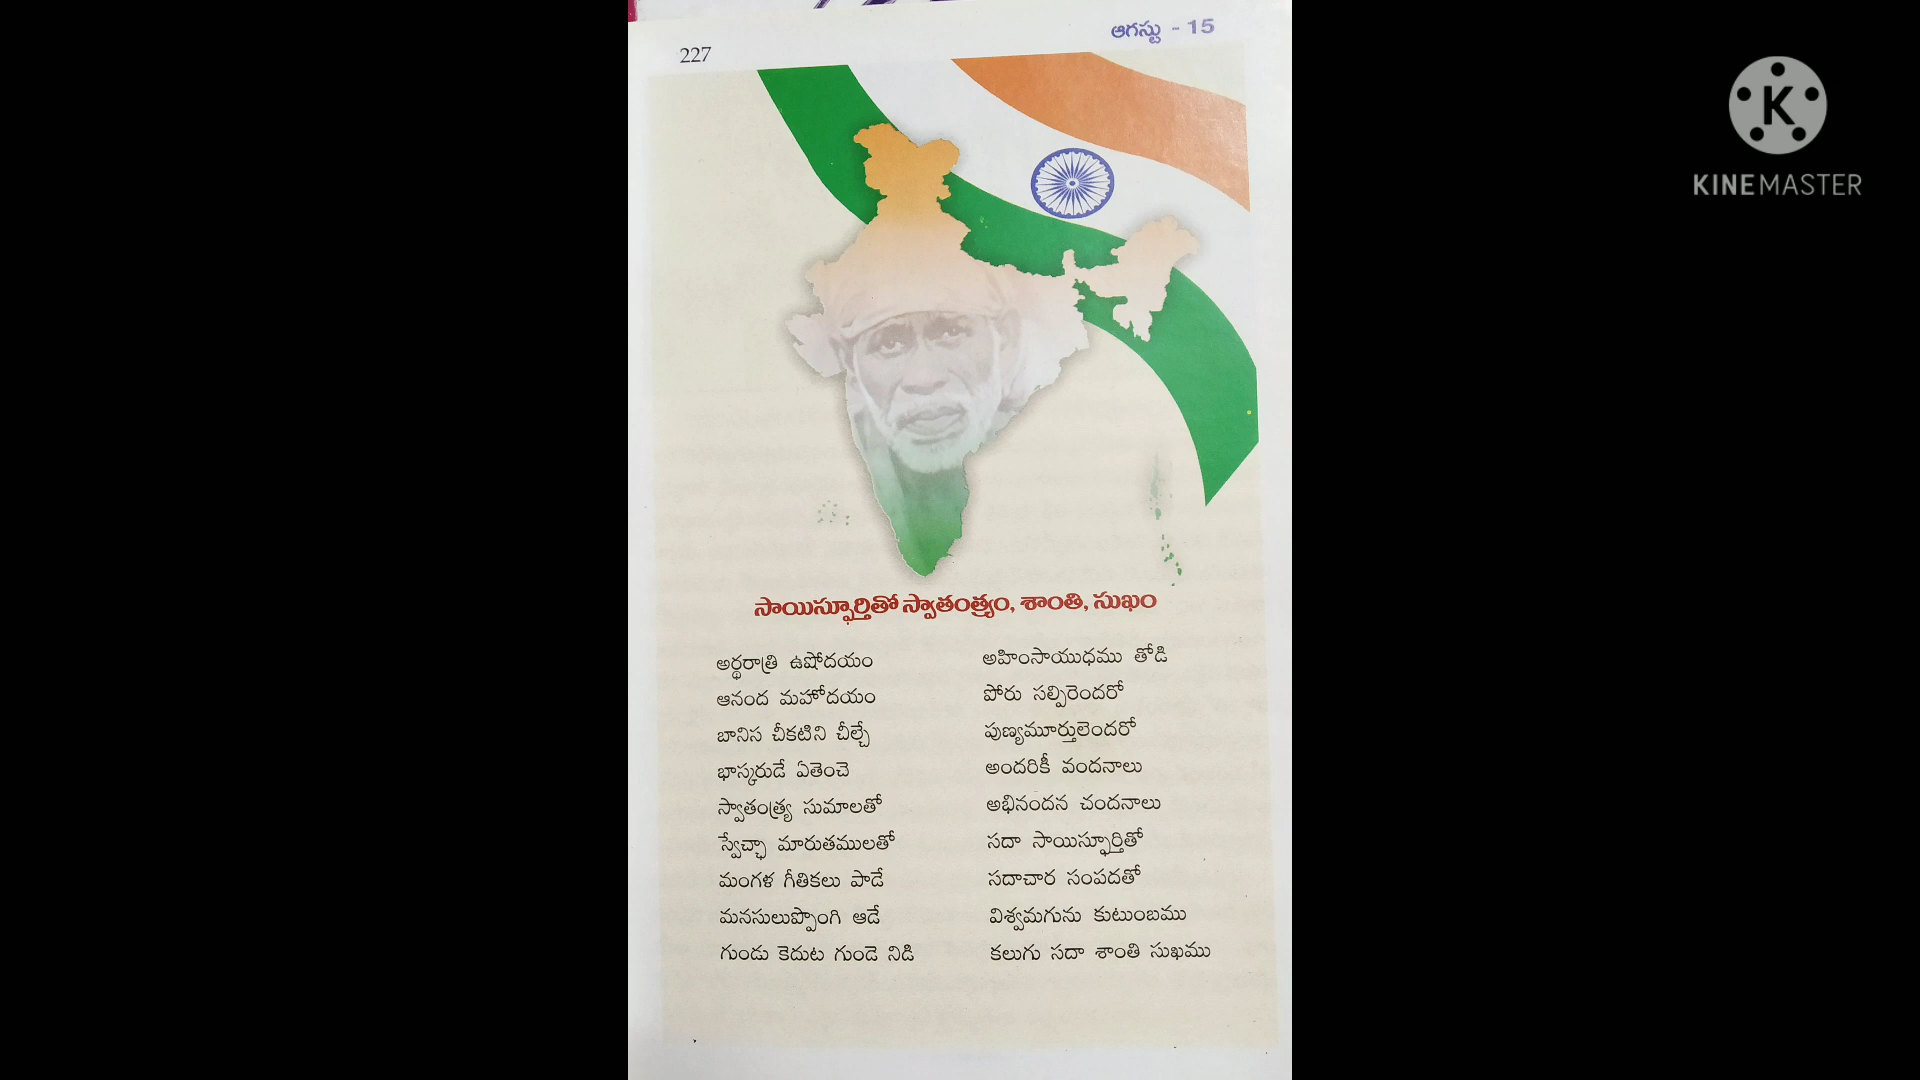 227
ఆగస్టు - 15
KINEMASTER
సాయిస్ఫూర్తితో స్వాతంత్ర్యం, శాంతి, సుఖం
అర్థరాత్రి ఉషోదయం
ఆనంద మహోదయం
బానిస చీకటిని చీల్చే
భాస్కరుడే ఏతెంచె
స్వాతంత్ర్య సుమాలతో
స్వేచ్ఛా మారుతములతో
మంగళ గీతికలు పాడే
మనసులుప్పొంగి ఆడే
గుండు కెదుట గుండె నిడి
అహింసాయుధము తోడి
పోరు సల్పిరెందరో
పుణ్యమూర్తులెందరో
అందరికీ వందనాలు
అభినందన చందనాలు
సదా సాయిస్ఫూర్తితో
సదాచార సంపదతో
విశ్వమగును కుటుంబము
కలుగు సదా శాంతి సుఖము